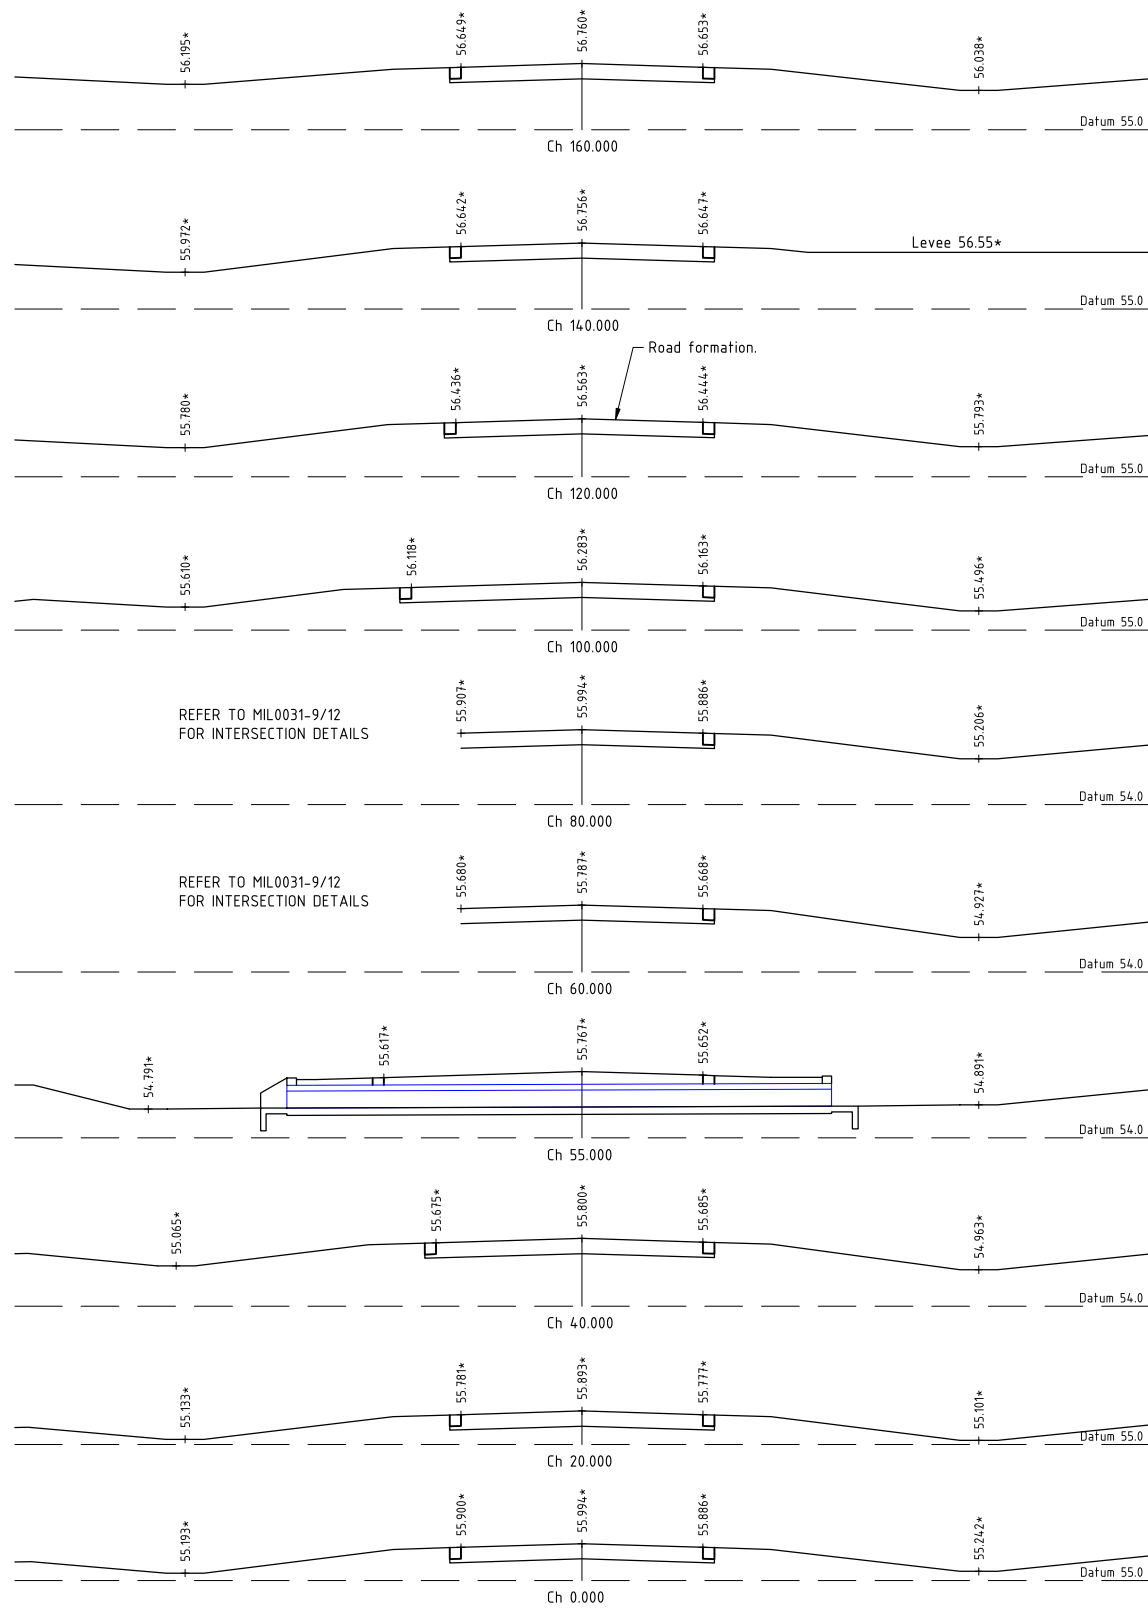 56.195*
56.649*
56.760*
56.653*
56.038*
Datum 55.0
Ch 160.000
55.972*
56.642*
56.756*
56.647*
Levee 56.55*
Datum 55.0
Ch 140.000
Road formation.
55.780*
56.436*
56.563*
56.444*
55.793*
Datum 55.0
Ch 120.000
55.610*
56.118*
56.283*
56.163*
55.496*
Datum 55.0
Ch 100.000
REFER TO MIL0031-9/12
FOR INTERSECTION DETAILS
55.907*
55.994*
55.886*
55.206*
Datum 54.0
Ch 80.000
REFER TO MIL0031-9/12
FOR INTERSECTION DETAILS
55.680*
55.787*
55.668*
54.927*
Datum 54.0
Ch 60.000
54.791*
55.617*
55.767*
55.652*
54.891*
Datum 54.0
Ch 55.000
55.065*
55.675*
55.800*
55.685*
54.963*
Datum 54.0
Ch 40.000
55.133*
55.781*
55.893*
55.777*
55.101*
Datum 55.0
Ch 20.000
55.193*
55.900*
55.994*
55.886*
55.242*
Datum 55.0
Ch 0.000